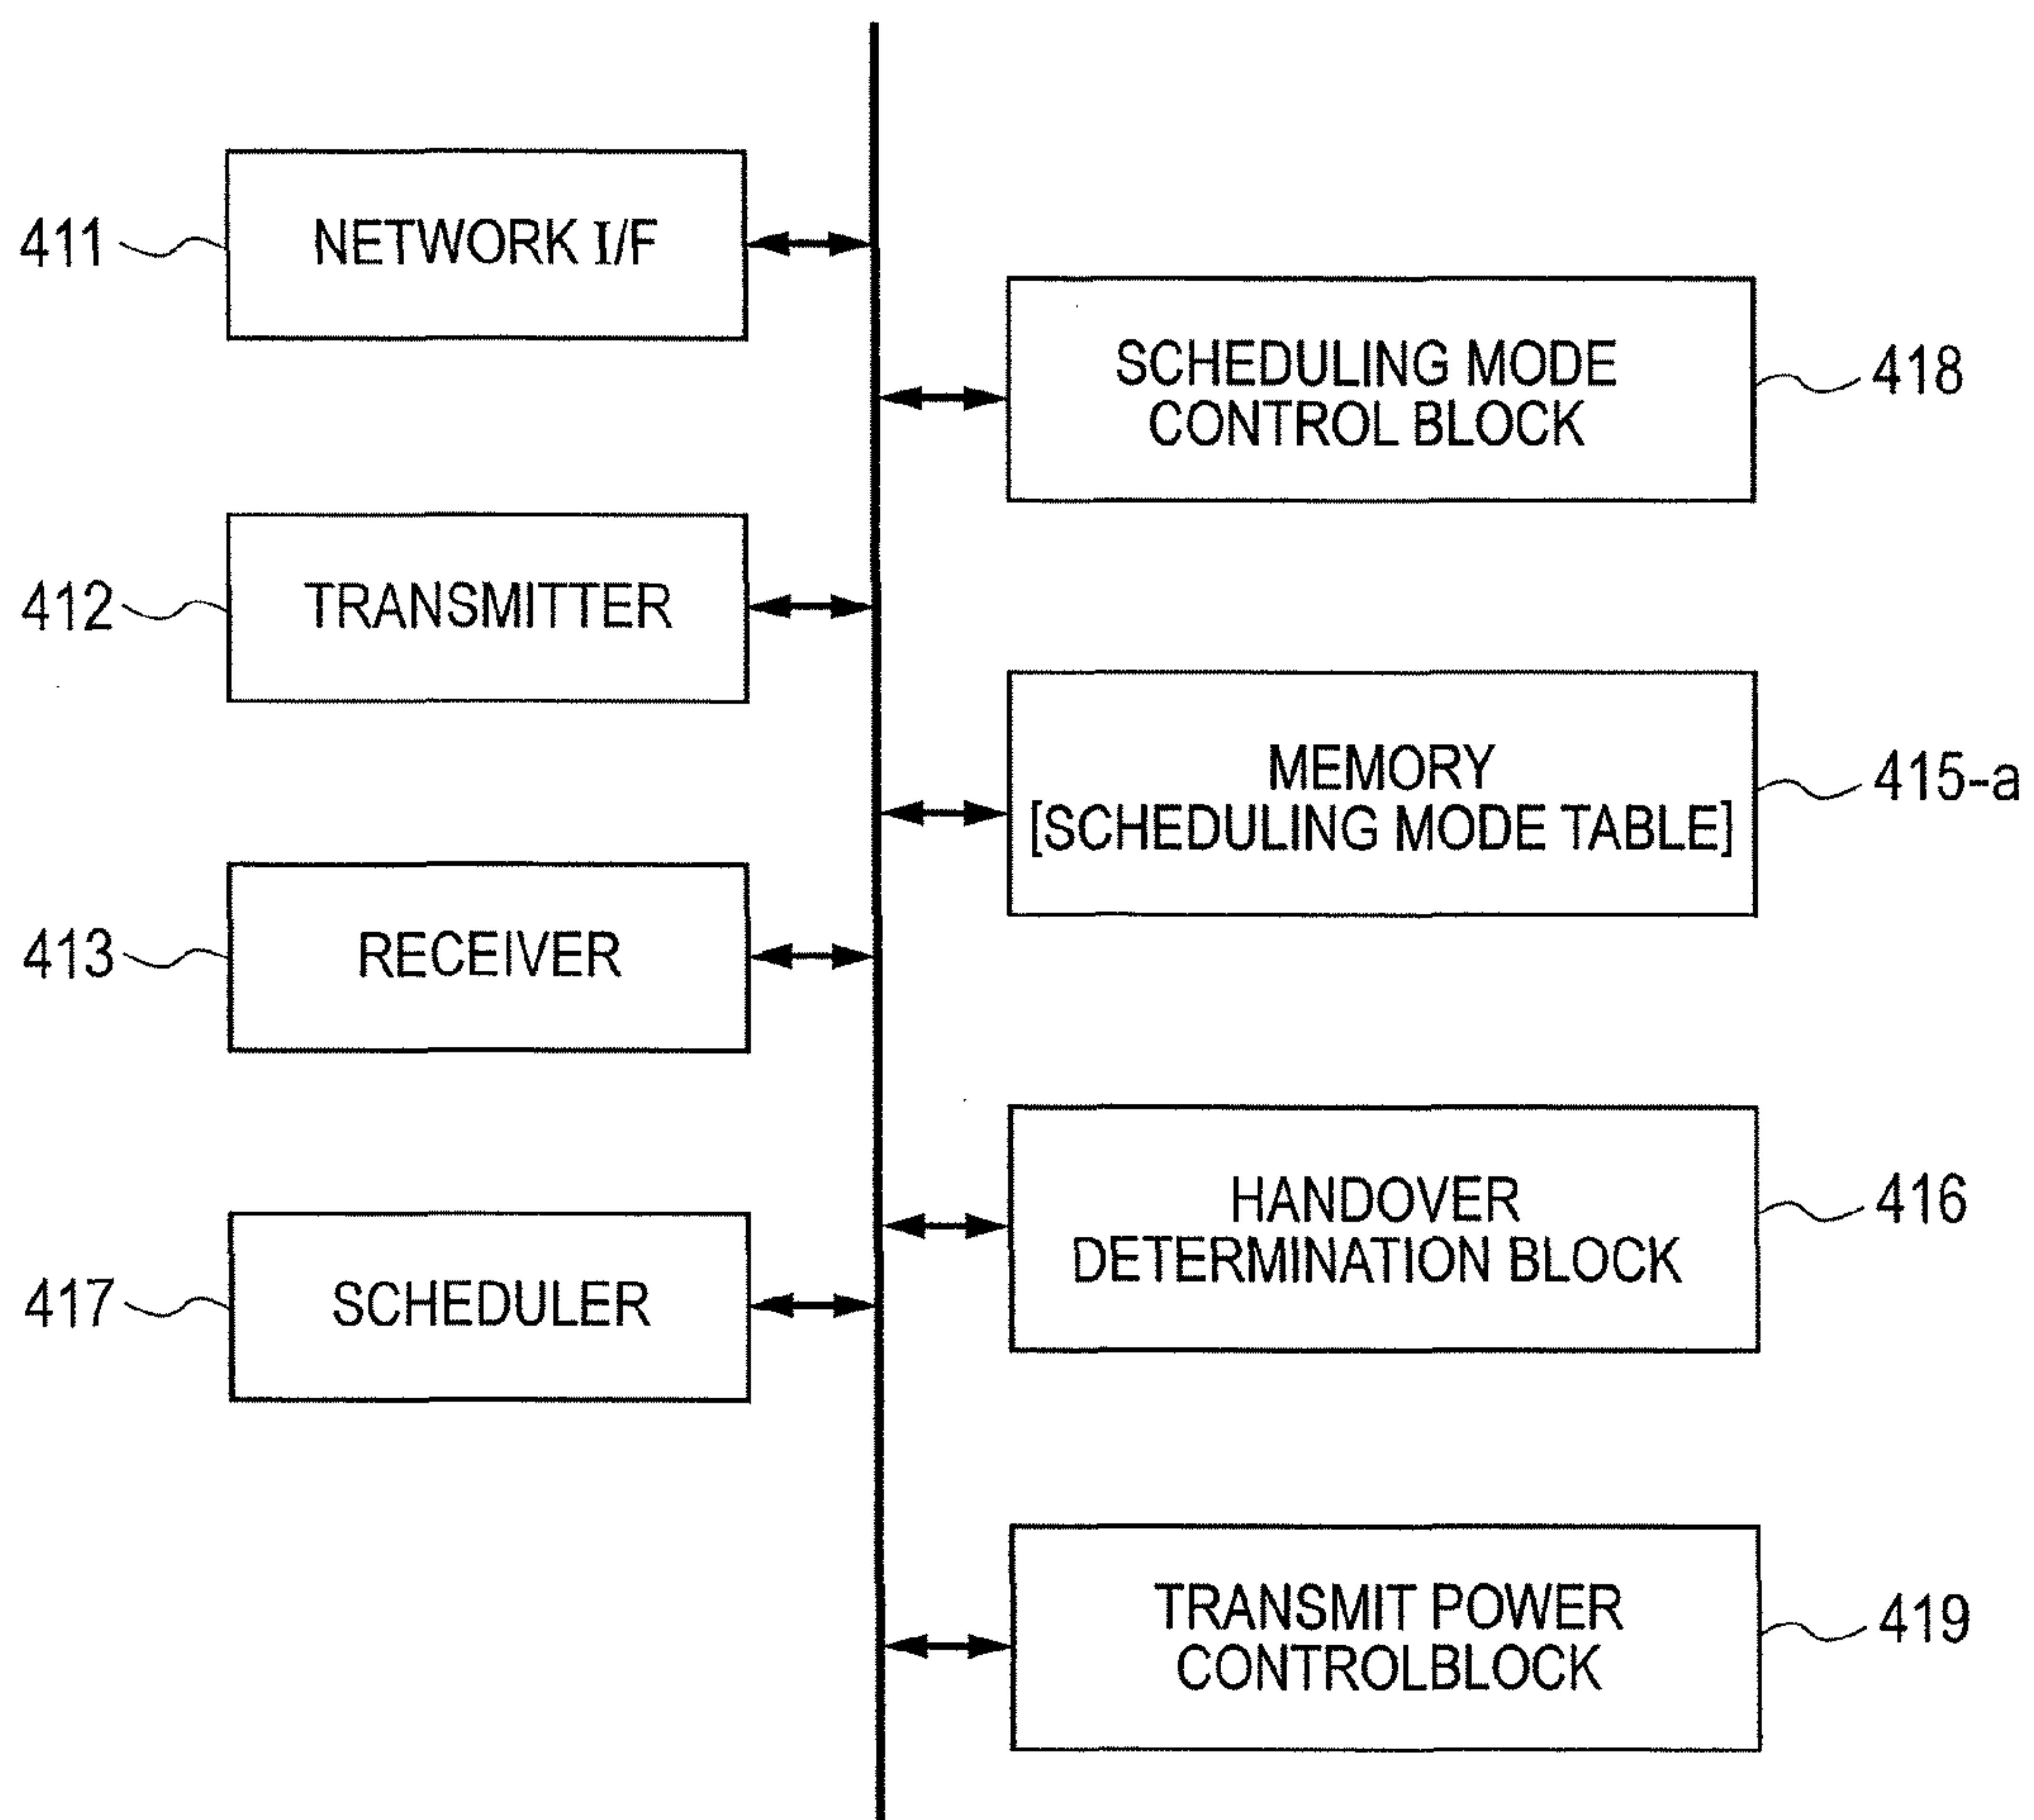 411
NETWORK I/F
SCHEDULING MODE
CONTROL BLOCK
418
412
TRANSMITTER
MEMORY
[SCHEDULING MODE TABLE]
415-a
413
RECEIVER
HANDOVER
DETERMINATION BLOCK
416
417
SCHEDULER
TRANSMIT POWER
CONTROLBLOCK
419